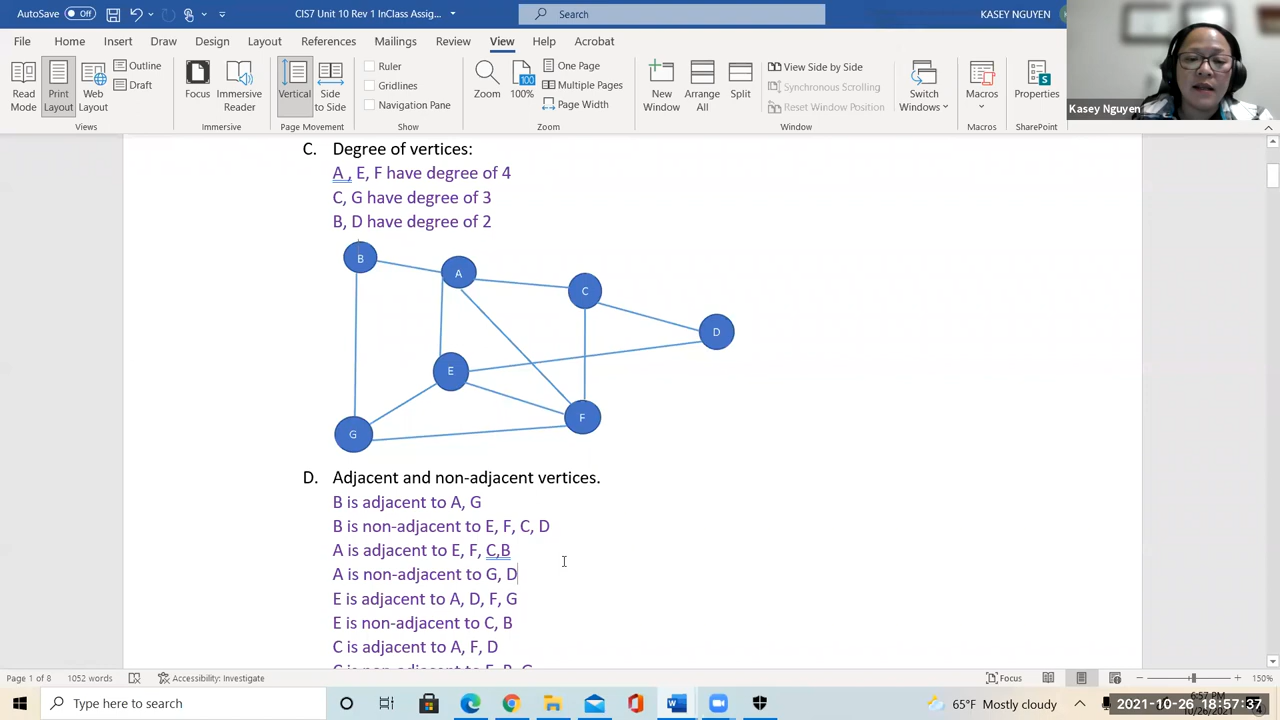 AutoSave Off CIS7 Lab 10 Rev 1 InClass Assig... Search KASEY NGUYEN
File Home Insert Draw Design Layout References Mailings Review View Help Acrobat
Read Mode
Print Layout
Web Layout
Outline
Draft
Views
Focus
Immersive Reader
Immersive
Vertical
Side to Side
Page Movement
Ruler
Gridlines
Navigation Pane
Show
Zoom
100
100%
One Page
Multiple Pages
Page Width
Zoom
New Window
Arrange All
Split
View Side by Side
Synchronous Scrolling
Reset Window Position
Switch Windows
Window
Macros
Macros
Properties
SharePoint
Kasey Nguyen
C. Degree of vertices:
A , E, F have degree of 4
C, G have degree of 3
B, D have degree of 2
B
A
C
D
E
F
G
D. Adjacent and non-adjacent vertices.
B is adjacent to A, G
B is non-adjacent to E, F, C, D
A is adjacent to E, F, C,B
A is non-adjacent to G, D
E is adjacent to A, D, F, G
E is non-adjacent to C, B
C is adjacent to A, F, D
Page 1 of 8 1052 words Accessibility: Investigate Focus 150%
Type here to search 65°F Mostly cloudy 6:57 PM
2021-10-26 18:57:37